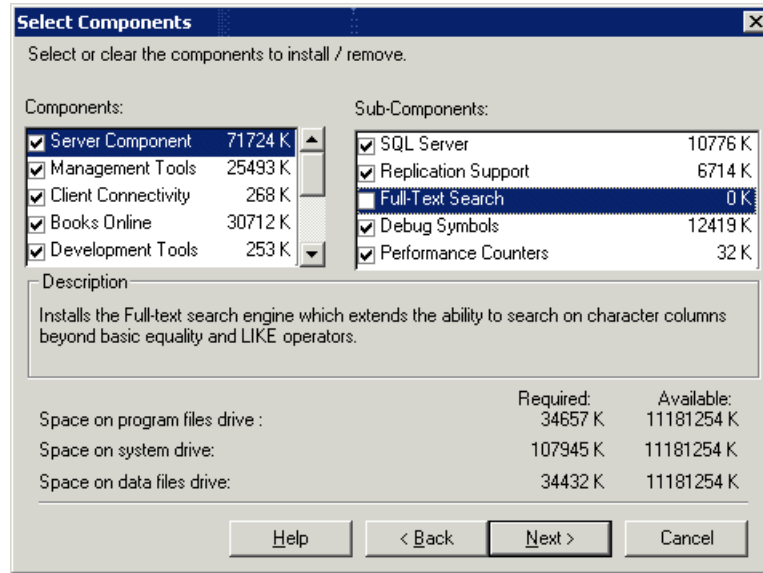 Select Components
Select or clear the components to install / remove.
Components:
Server Component 71724 K
Management Tools 25493 K
Client Connectivity 268 K
Books Online 30712 K
Development Tools 253 K
Sub-Components:
SQL Server 10776 K
Replication Support 6714 K
Full-Text Search 0 K
Debug Symbols 12419 K
Performance Counters 32 K
Description
Installs the Full-text search engine which extends the ability to search on character columns
beyond basic equality and LIKE operators.
Required: Available:
Space on program files drive : 34657 K 11181254 K
Space on system drive: 107945 K 11181254 K
Space on data files drive: 34432 K 11181254 K
Help < Back Next > Cancel